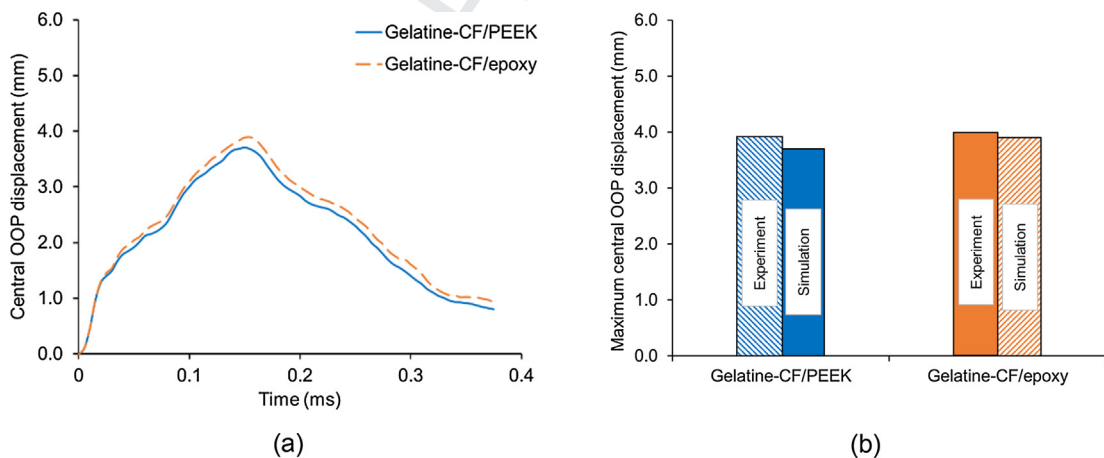 6.0
5.0
4.0
3.0
2.0
1.0
0.0
Central OOP displacement (mm)
Gelatine-CF/PEEK
Gelatine-CF/epoxy
0
0.1
0.2
0.3
0.4
Time (ms)
(a)
6.0
5.0
4.0
3.0
2.0
1.0
0.0
Maximum central OOP displacement (mm)
Experiment
Simulation
Experiment
Simulation
Gelatine-CF/PEEK
Gelatine-CF/epoxy
(b)